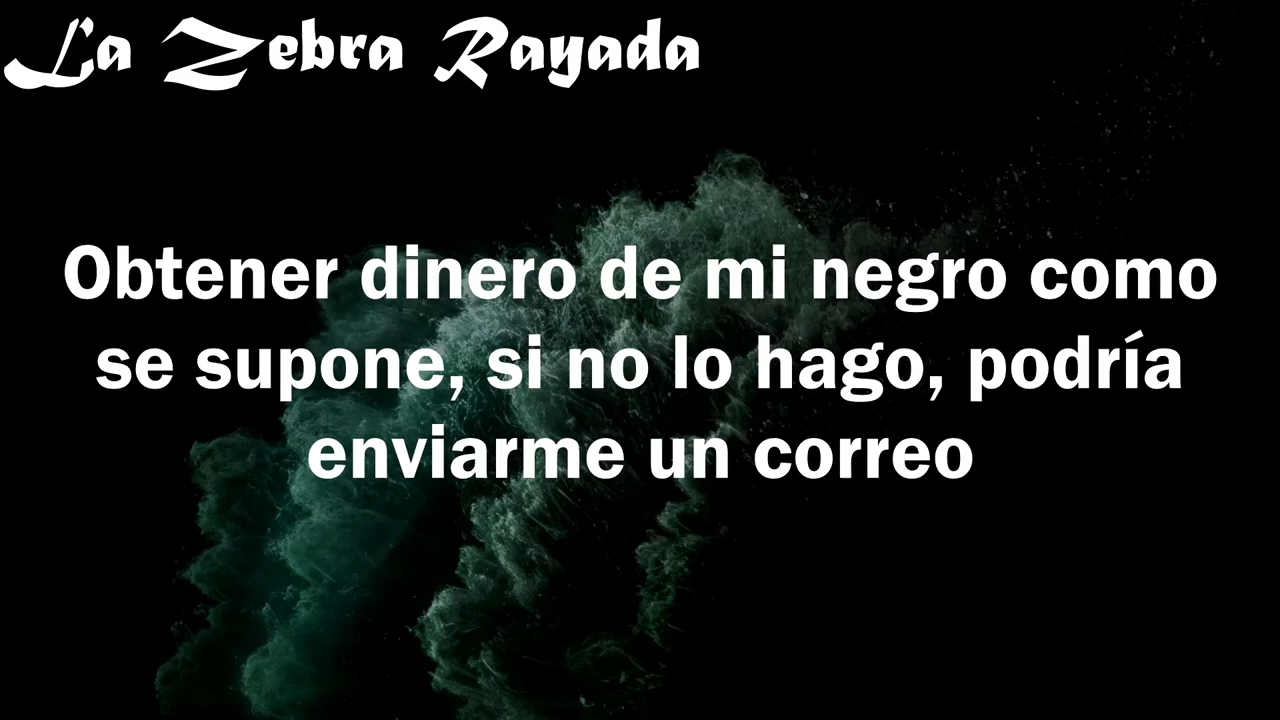 La Zebra Rayada
Obtener dinero de mi negro como
se supone, si no lo hago, podría
enviarme un correo